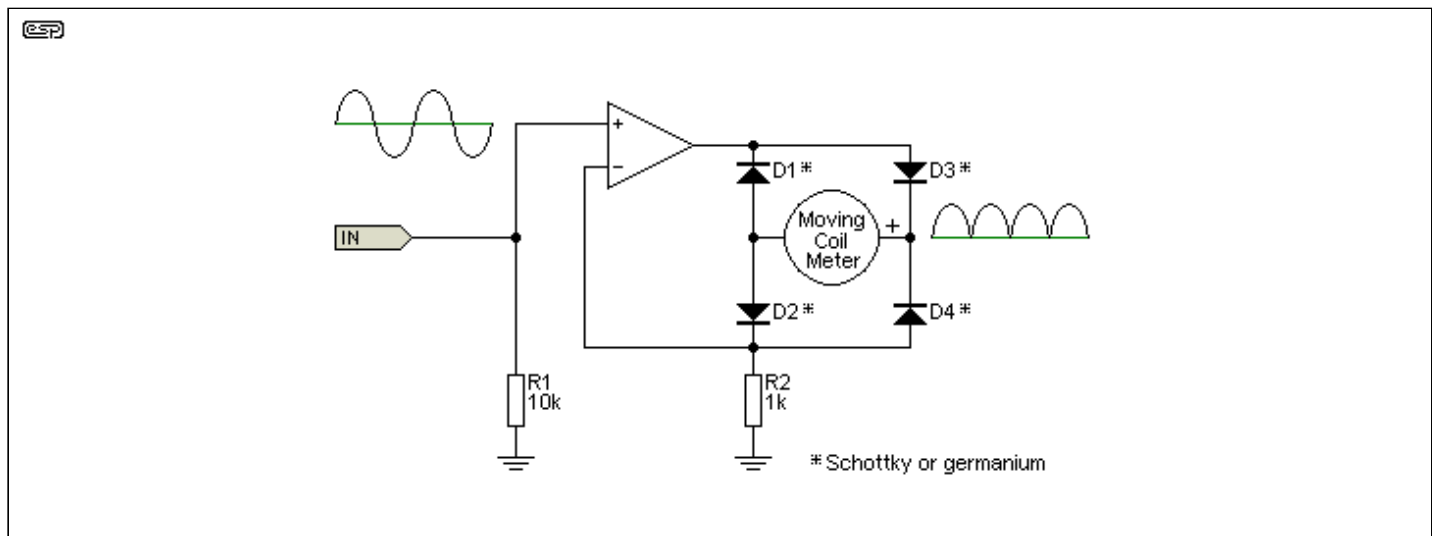 esp
+
−
IN
D1*
D3*
Moving
Coil
Meter
+
D2*
D4*
R1
10k
R2
1k
*Schottky or germanium